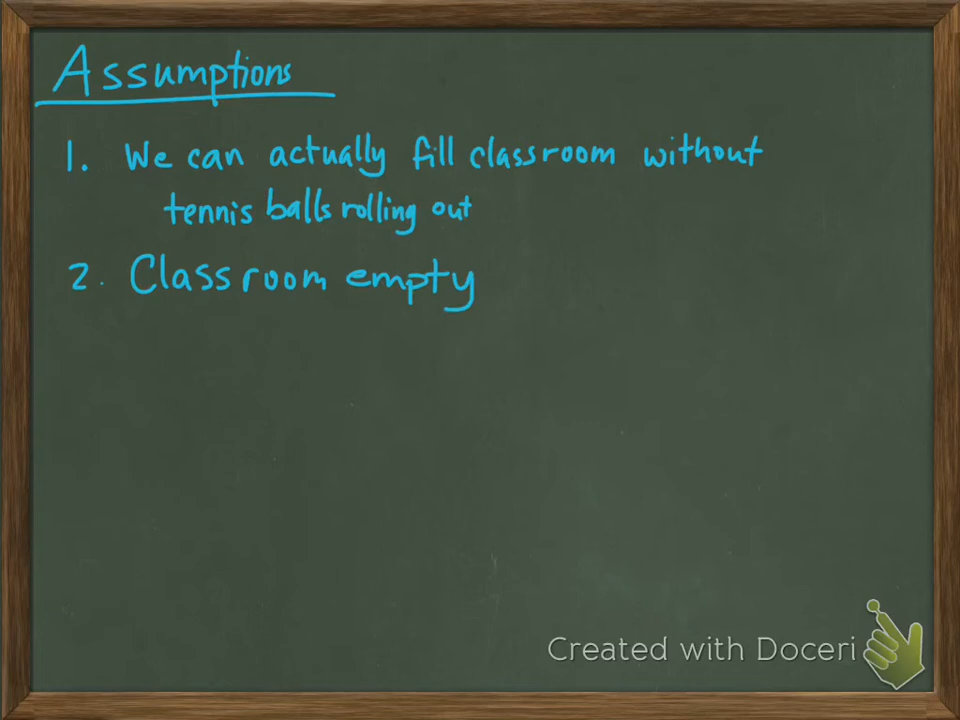 Assumptions
1. We can actually fill classroom without
tennis balls rolling out
2. Classroom empty
Created with Doceri